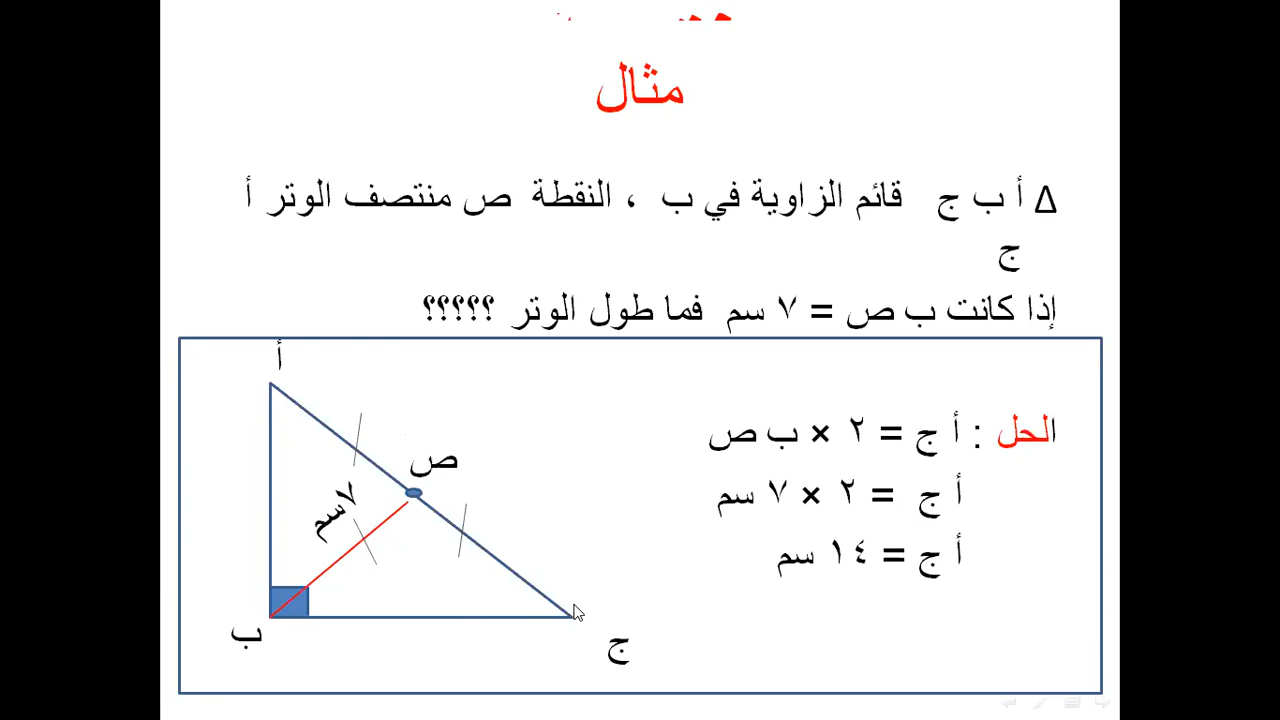 مثال
∆ أ ب ج قائم الزاوية في ب ، النقطة ص منتصف الوتر أ
ج
إذا كانت ب ص = ٧ سم فما طول الوتر ؟؟؟؟؟
الحل : أ ج = ٢ × ب ص
أ ج = ٢ × ٧ سم
أ ج = ١٤ سم
أ
ص
٧سم
ب
ج